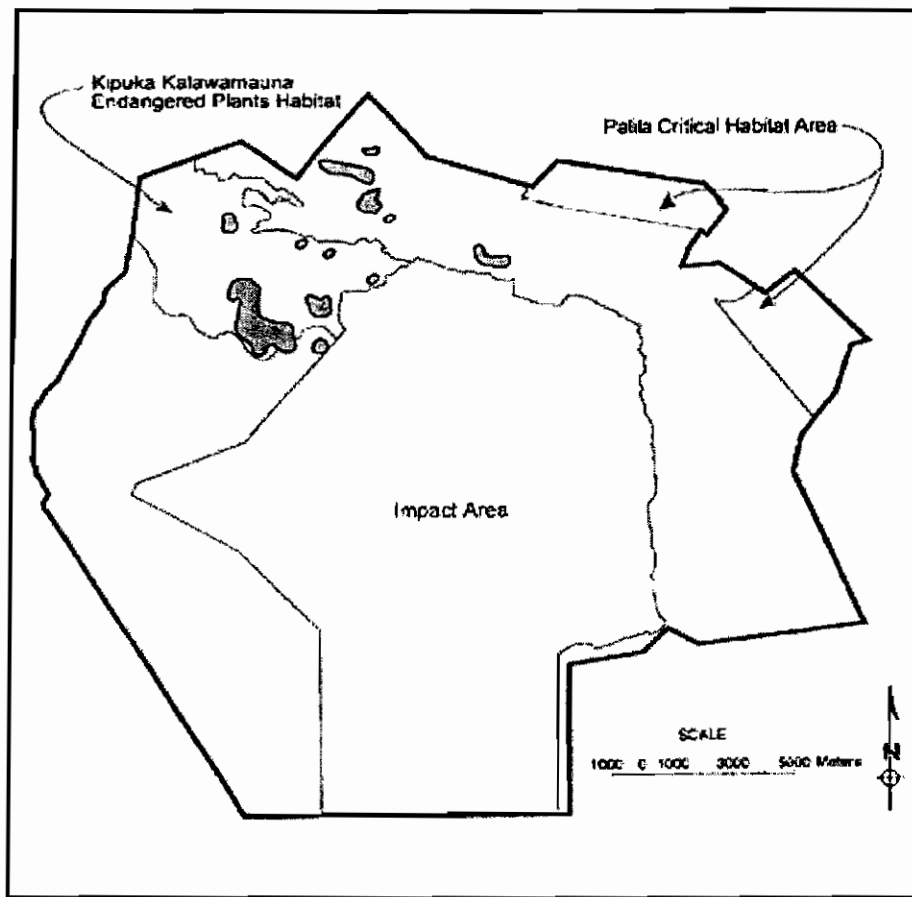 Kipuka Kalawamauna
Endangered Plants Habitat
Palila Critical Habitat Area
Impact Area
SCALE
1000 0 1000 3000 5000 Meters
N